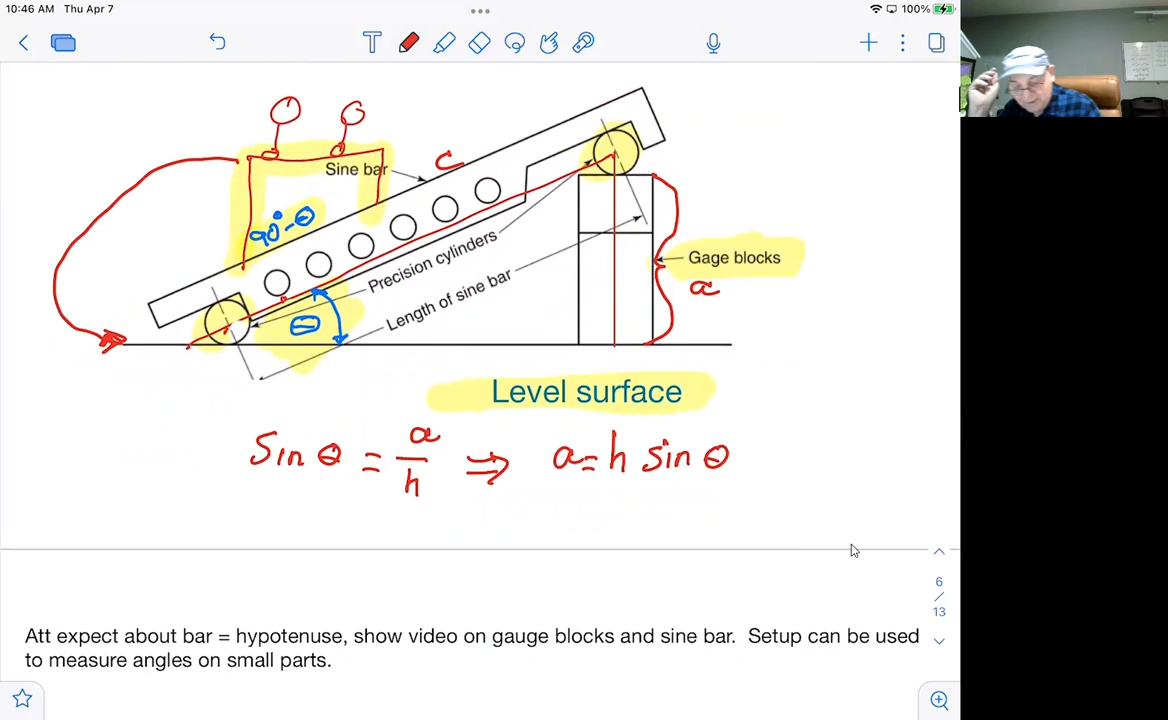 10:46 AM Thu Apr 7
100%
T
C
Sine bar
90°-θ
Precision cylinders
Gage blocks
a
Length of sine bar
θ
Level surface
Sin θ = a/h ⇒ a=h sin θ
6
/
13
Att expect about bar = hypotenuse, show video on gauge blocks and sine bar. Setup can be used
to measure angles on small parts.